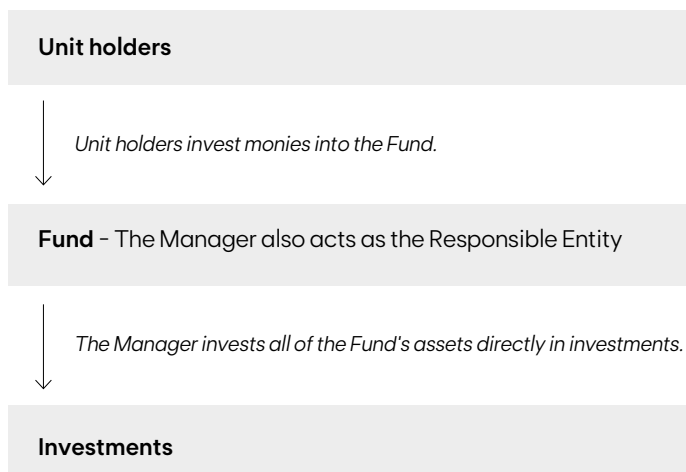 Unit holders
Unit holders invest monies into the Fund.
Fund - The Manager also acts as the Responsible Entity
The Manager invests all of the Fund's assets directly in investments.
Investments